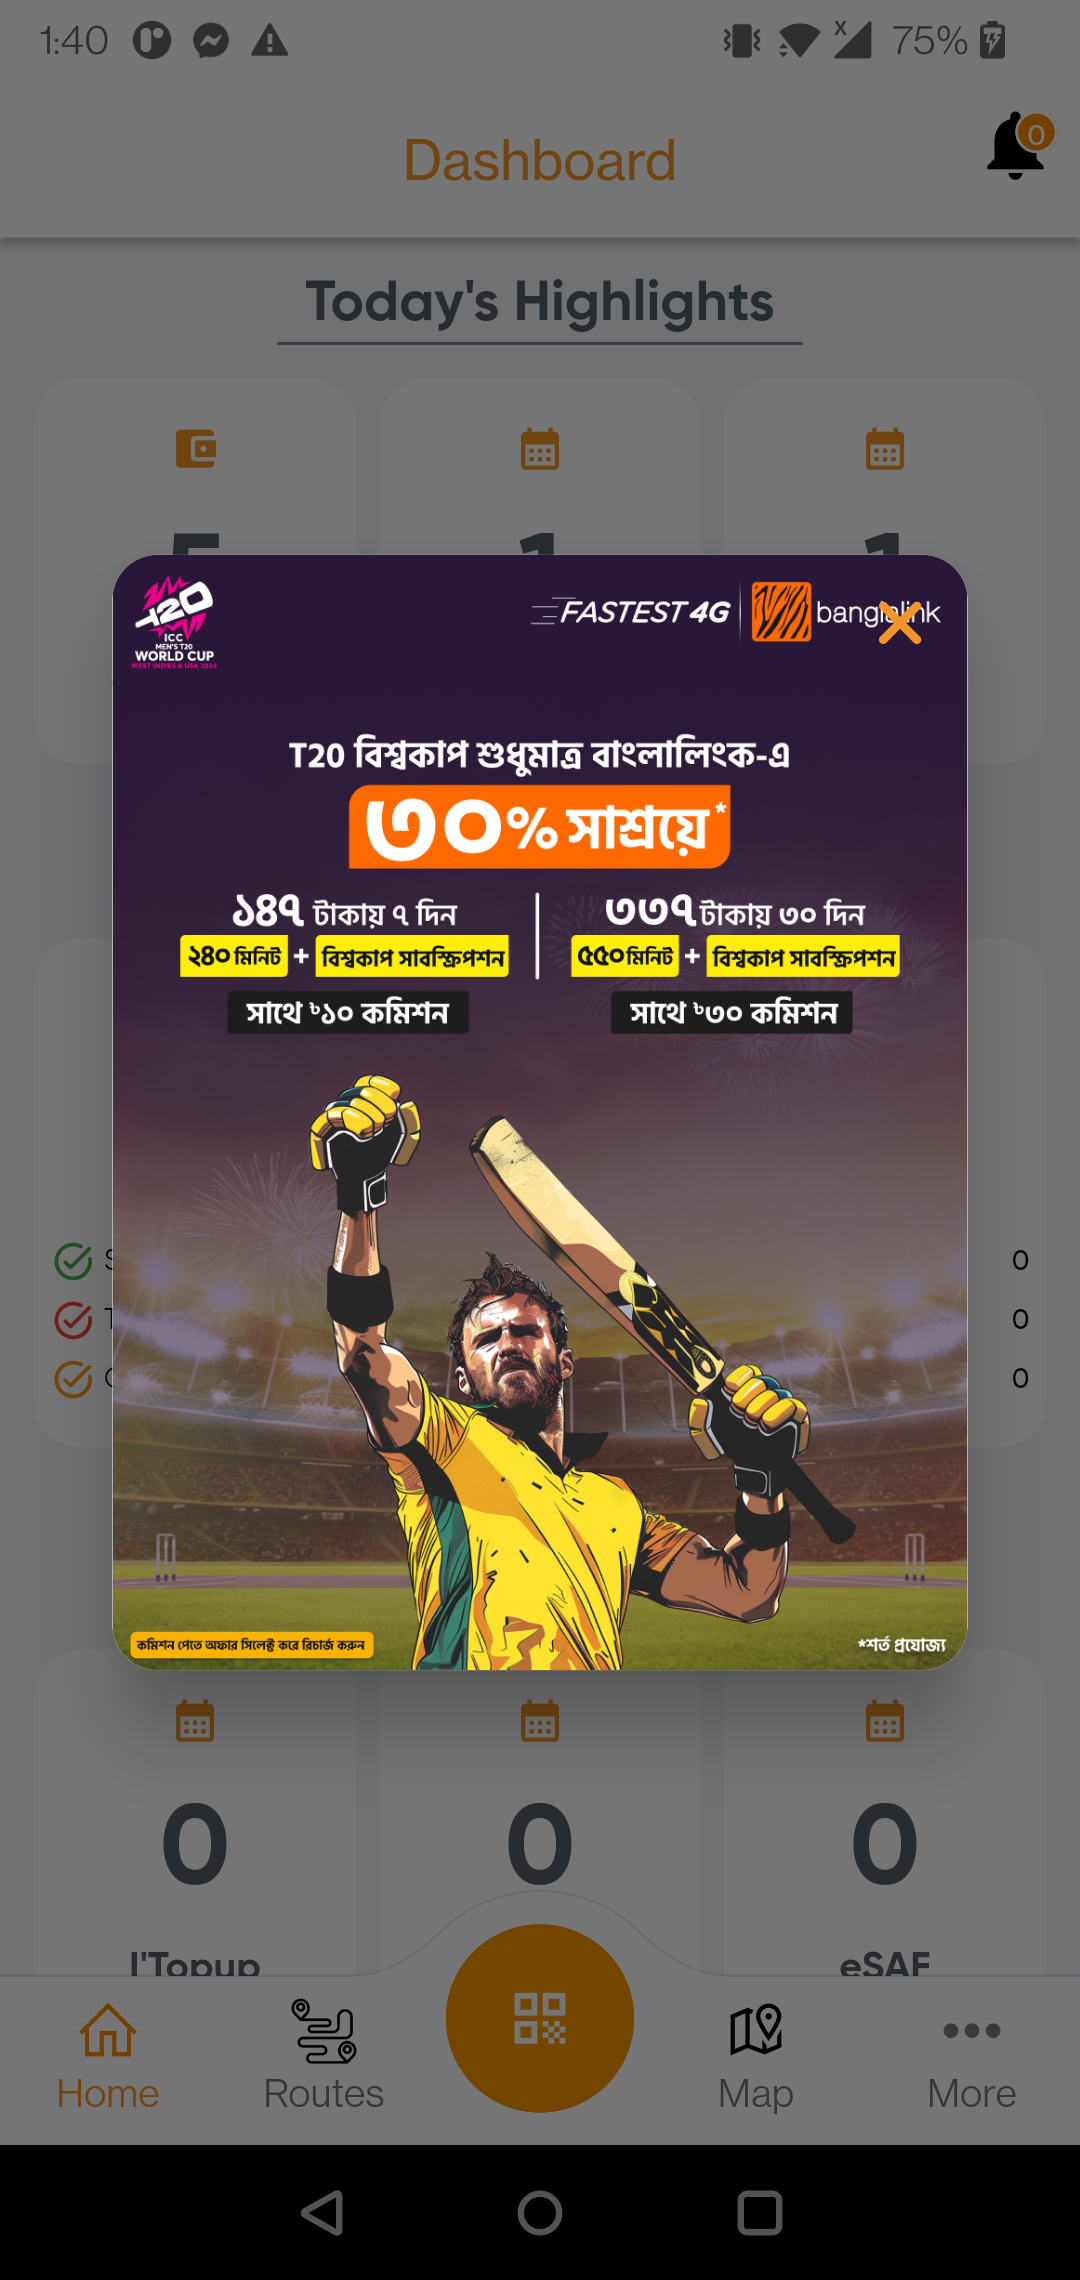 1:40
75%
Dashboard
0
Today's Highlights
5 1 1
T20
ICC
MEN'S T20
WORLD CUP
WEST INDIES & USA 2024
FASTEST 4G
T20 বিশ্বকাপ শুধুমাত্র বাংলালিংক-এ
৩০% সাশ্রয়ে*
১৪৭ টাকায় ৭ দিন
২৪০ মিনিট + বিশ্বকাপ সাবস্ক্রিপশন
সাথে ৳১০ কমিশন
৩৩৭ টাকায় ৩০ দিন
৫৫০ মিনিট + বিশ্বকাপ সাবস্ক্রিপশন
সাথে ৳৩০ কমিশন
0
0
0
কমিশন পেতে অফার সিলেক্ট করে রিচার্জ করুন
*শর্ত প্রযোজ্য
0 0 0
I'Topup
eSAF
Home
Routes
Map
More